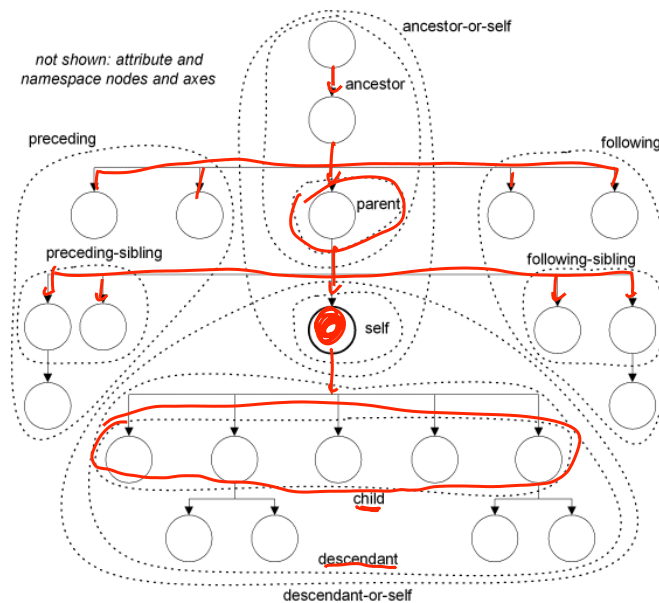 ancestor-or-self
not shown: attribute and
namespace nodes and axes
ancestor
preceding
following
parent
preceding-sibling
following-sibling
self
child
descendant
descendant-or-self